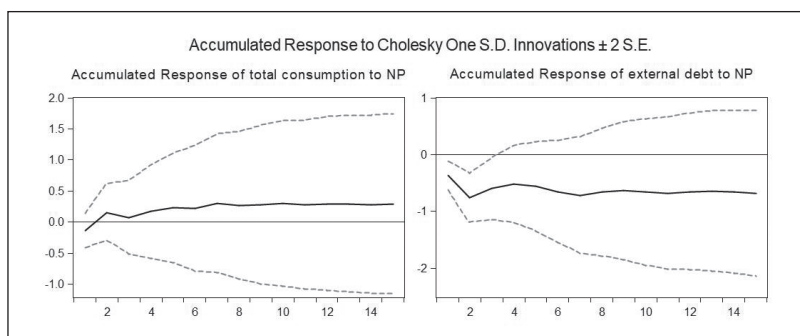 Accumulated Response to Cholesky One S.D. Innovations ± 2 S.E.
Accumulated Response of total consumption to NP
2.0
1.5
1.0
0.5
0.0
-0.5
-1.0
2 4 6 8 10 12 14
Accumulated Response of external debt to NP
1
0
-1
-2
2 4 6 8 10 12 14